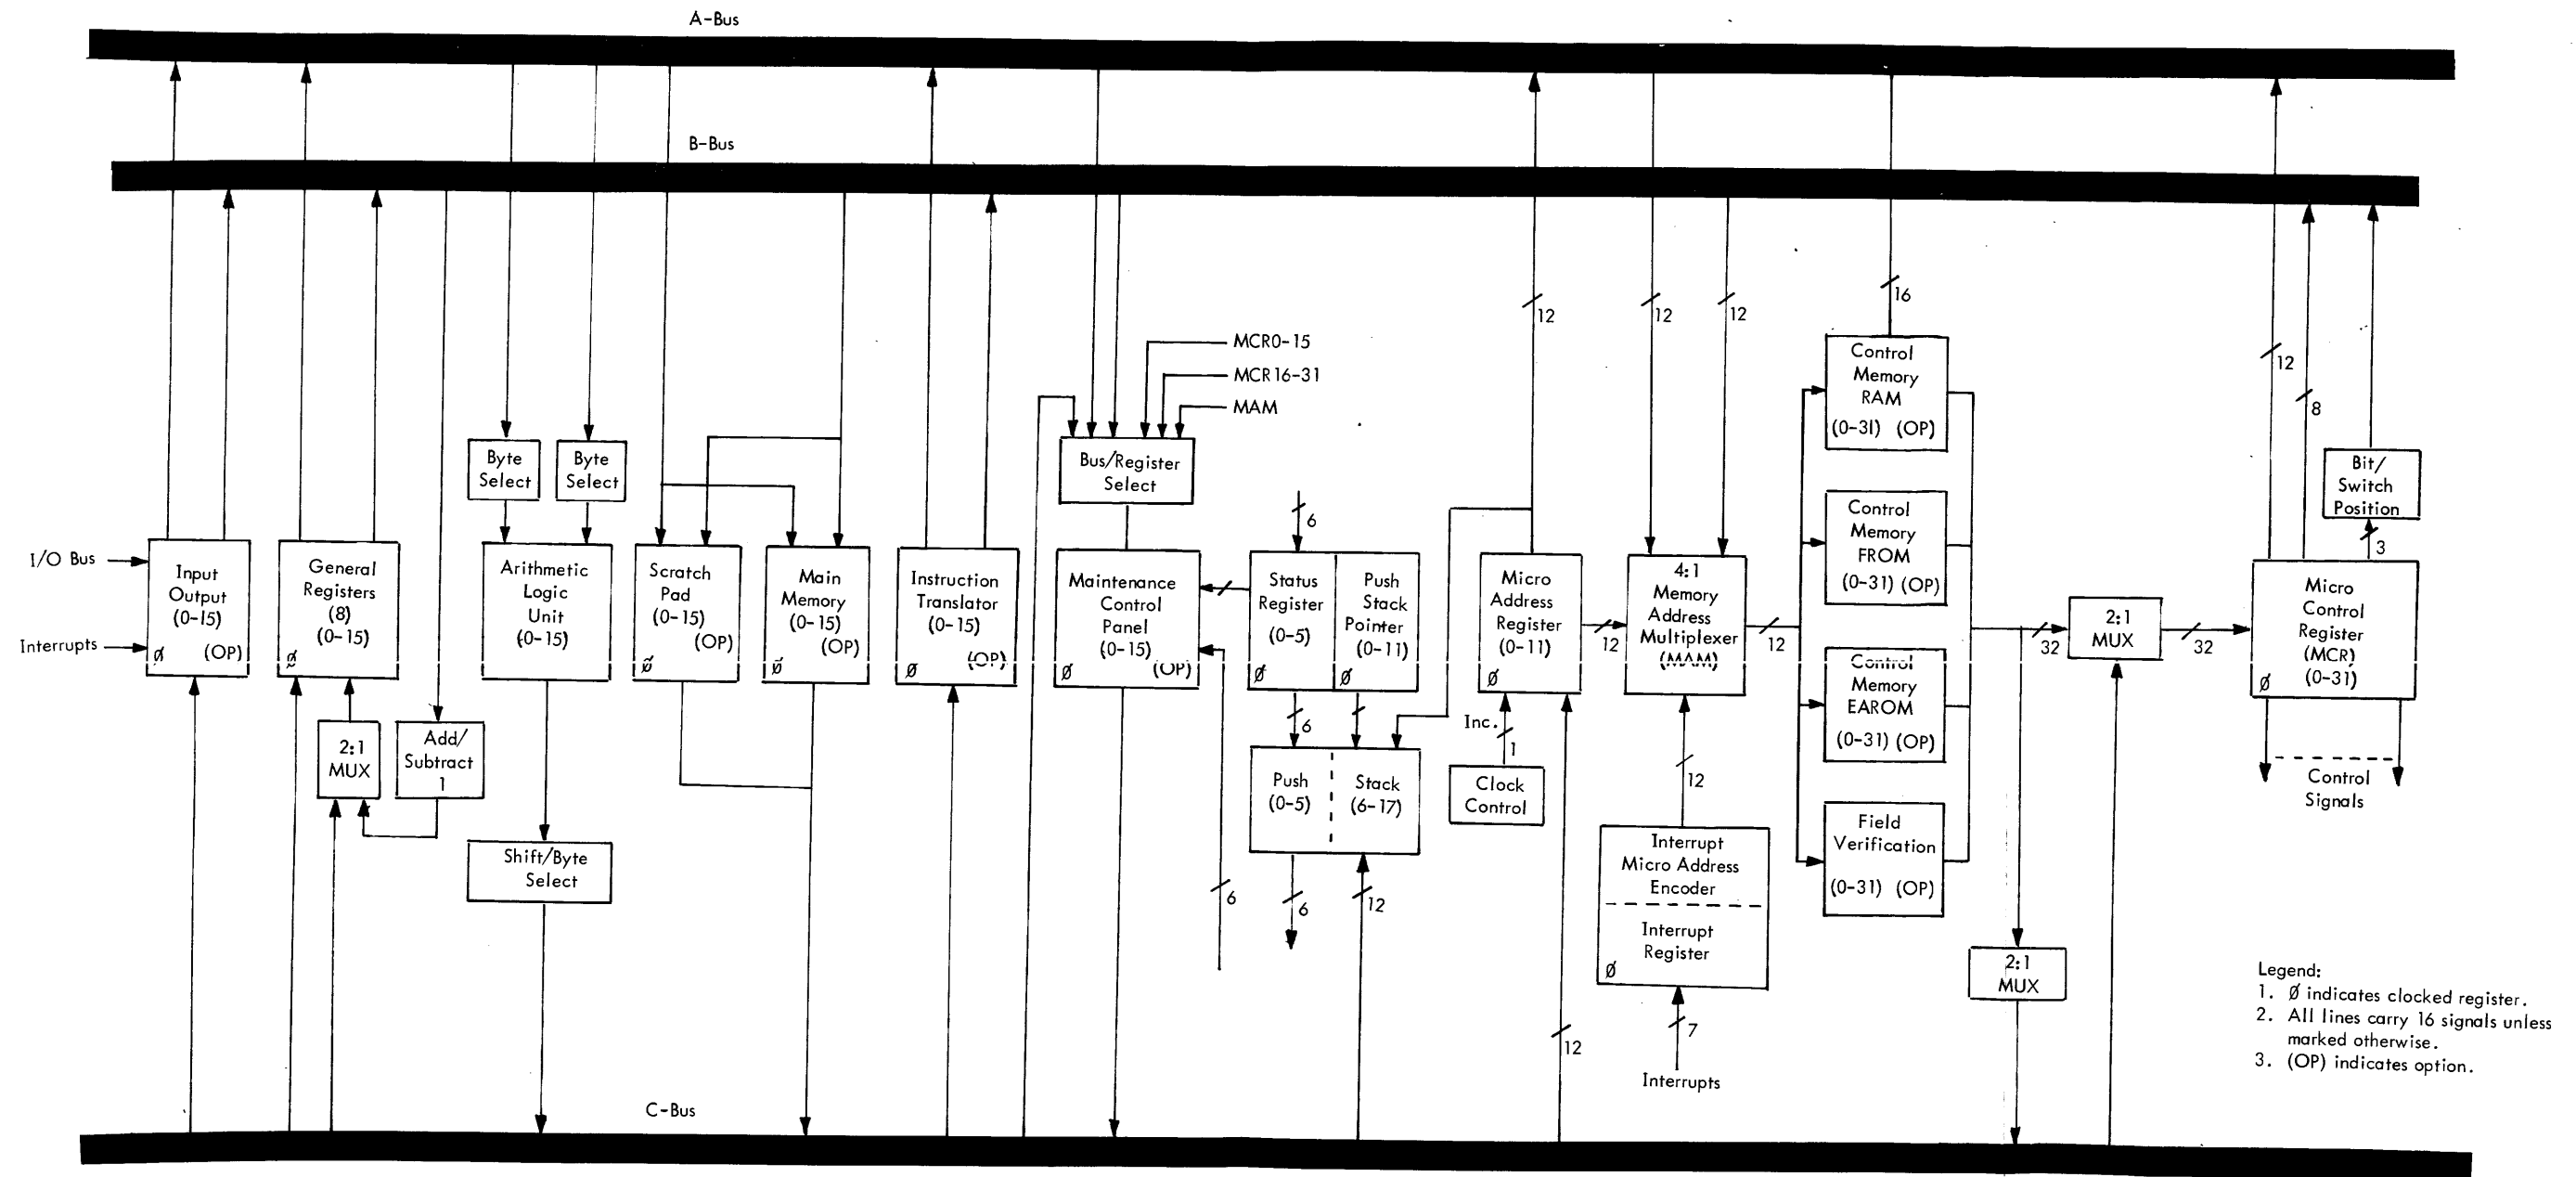 A-Bus
B-Bus
16
12
12
12
12
8
MCR0-15
MCR16-31
MAM
Control
Memory
RAM
(0-31) (OP)
Byte
Select
Byte
Select
Bus/Register
Select
Bit/
Switch
Position
3
6
I/O Bus
Interrupts
Input
Output
(0-15)
Ø (OP)
General
Registers
(8)
(0-15)
Ø
Arithmetic
Logic
Unit
(0-15)
Scratch
Pad
(0-15)
(OP)
Ø
Main
Memory
(0-15)
(OP)
Ø
Instruction
Translator
(0-15)
(OP)
Ø
Maintenance
Control
Panel
(0-15)
(OP)
Ø
Status
Register
(0-5)
Ø
Push
Stack
Pointer
(0-11)
Ø
Micro
Address
Register
(0-11)
Ø
12
4:1
Memory
Address
Multiplexer
(MAM)
12
Control
Memory
FROM
(0-31) (OP)
Control
Memory
EAROM
(0-31) (OP)
Field
Verification
(0-31) (OP)
32
2:1
MUX
32
Micro
Control
Register
(MCR)
(0-31)
Ø
Control
Signals
2:1
MUX
Add/
Subtract
1
6
Inc.
1
Push
(0-5)
Stack
(6-17)
Clock
Control
12
Shift/Byte
Select
6
6
12
Interrupt
Micro Address
Encoder
Interrupt
Register
Ø
7
Interrupts
12
2:1
MUX
Legend:
1. Ø indicates clocked register.
2. All lines carry 16 signals unless
marked otherwise.
3. (OP) indicates option.
C-Bus